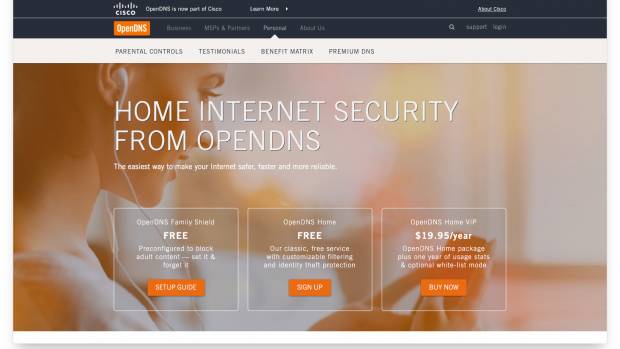 CISCO
OpenDNS is now part of Cisco
Learn More
About Cisco
OpenDNS
Business
MSPs & Partners
Personal
About Us
support
login
PARENTAL CONTROLS
TESTIMONIALS
BENEFIT MATRIX
PREMIUM DNS
HOME INTERNET SECURITY
FROM OPENDNS
The easiest way to make your Internet safer, faster and more reliable.
OpenDNS Family Shield
FREE
Preconfigured to block
adult content — set it &
forget it
SETUP GUIDE
OpenDNS Home
FREE
Our classic, free service
with customizable filtering
and identity theft protection
SIGN UP
OpenDNS Home VIP
$19.95/year
OpenDNS Home package
plus one year of usage stats
& optional white-list mode
BUY NOW